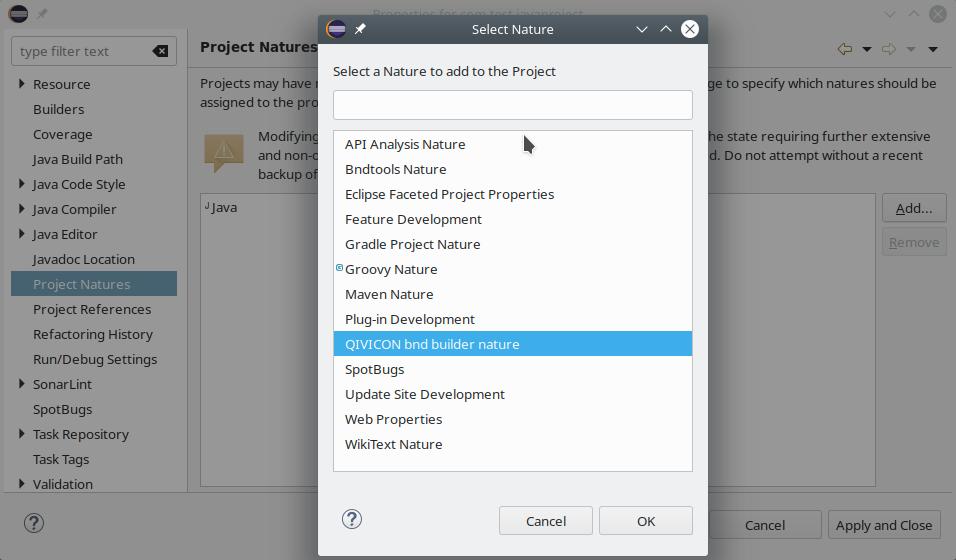 Properties for com.test.javaproject
Select Nature
type filter text
Resource
Builders
Coverage
Java Build Path
Java Code Style
Java Compiler
Java Editor
Javadoc Location
Project Natures
Project References
Refactoring History
Run/Debug Settings
SonarLint
SpotBugs
Task Repository
Task Tags
Validation
Project Natures
Projects may have
ge to specify which natures should be
assigned to the pro
Modifying
he state requiring further extensive
and non-
d. Do not attempt without a recent
backup of
Java
Add...
Remove
Select a Nature to add to the Project
API Analysis Nature
Bndtools Nature
Eclipse Faceted Project Properties
Feature Development
Gradle Project Nature
Groovy Nature
Maven Nature
Plug-in Development
QIVICON bnd builder nature
SpotBugs
Update Site Development
Web Properties
WikiText Nature
Cancel
OK
Cancel
Apply and Close